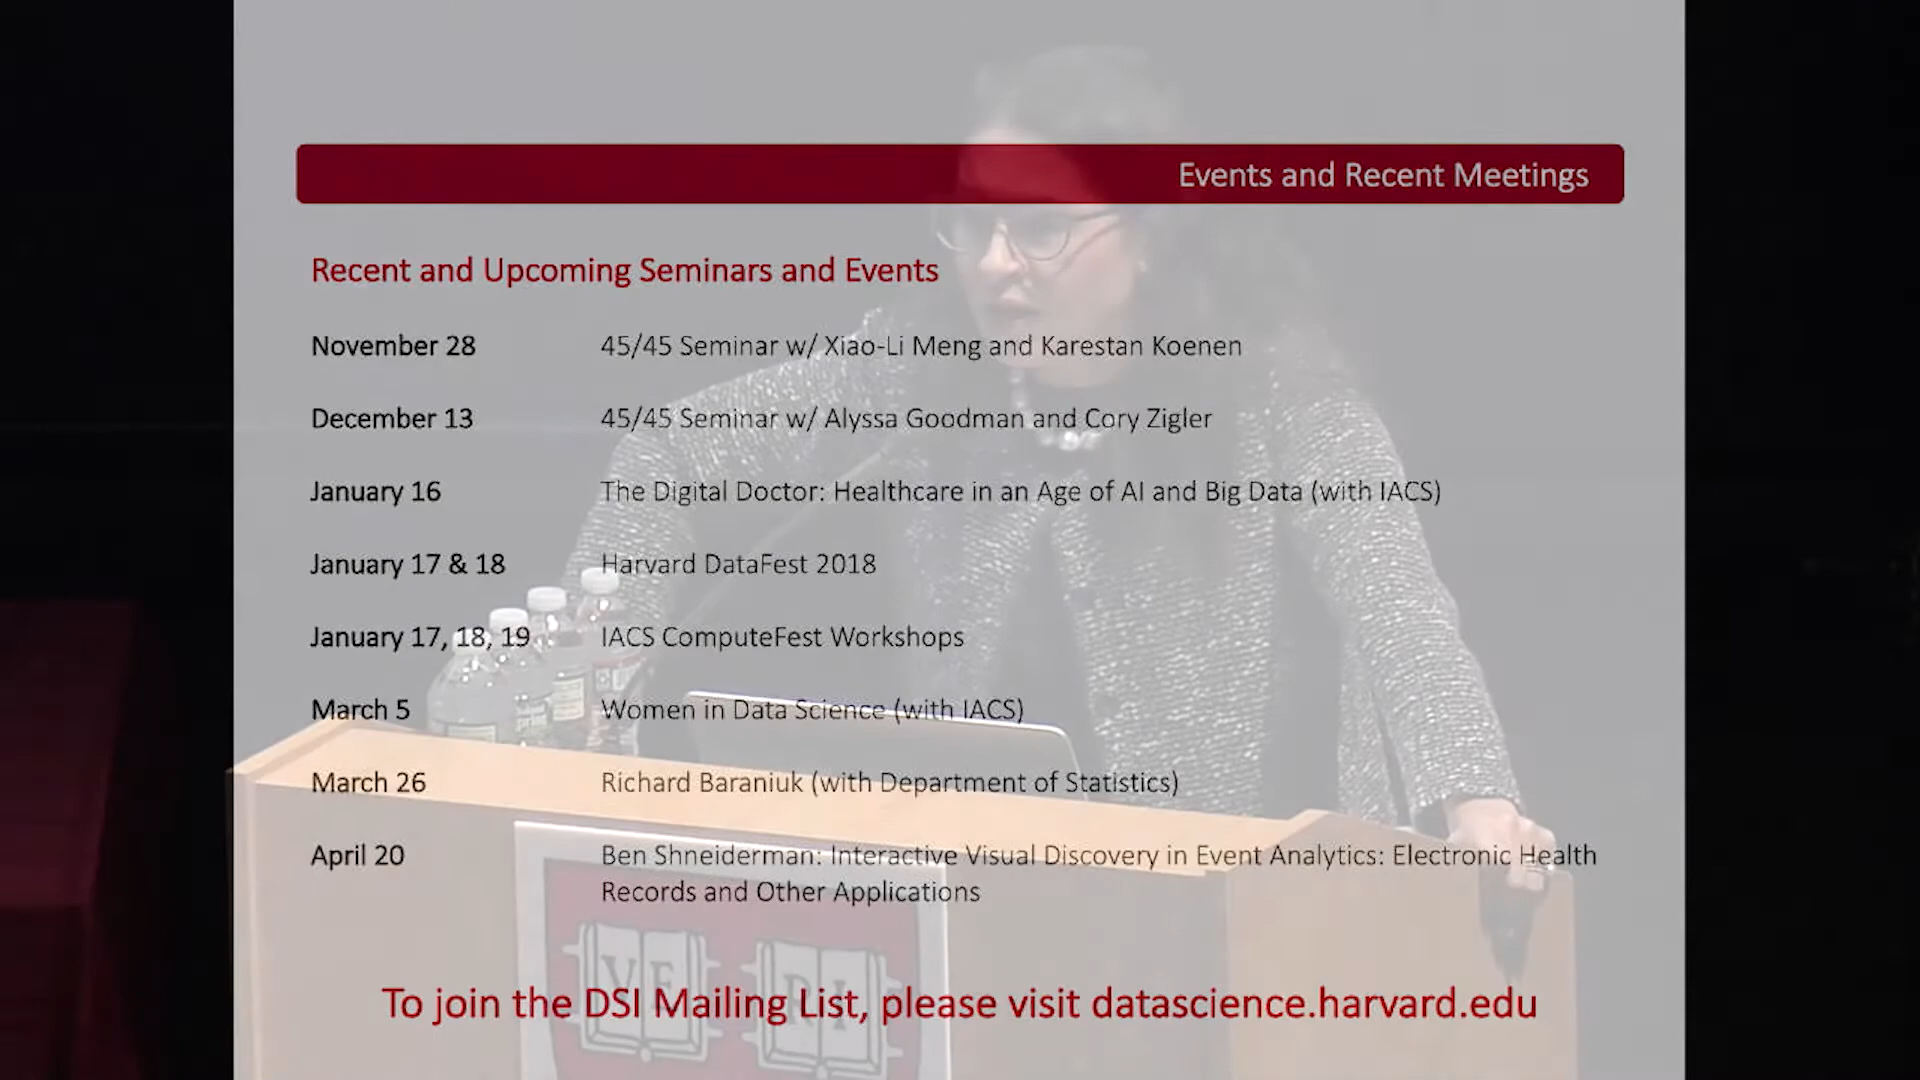 Events and Recent Meetings
Recent and Upcoming Seminars and Events
November 28 45/45 Seminar w/ Xiao-Li Meng and Karestan Koenen
December 13 45/45 Seminar w/ Alyssa Goodman and Cory Zigler
January 16 The Digital Doctor: Healthcare in an Age of AI and Big Data (with IACS)
January 17 & 18 Harvard DataFest 2018
January 17, 18, 19 IACS ComputeFest Workshops
March 5 Women in Data Science (with IACS)
March 26 Richard Baraniuk (with Department of Statistics)
April 20 Ben Shneiderman: Interactive Visual Discovery in Event Analytics: Electronic Health
Records and Other Applications
VE RI
To join the DSI Mailing List, please visit datascience.harvard.edu